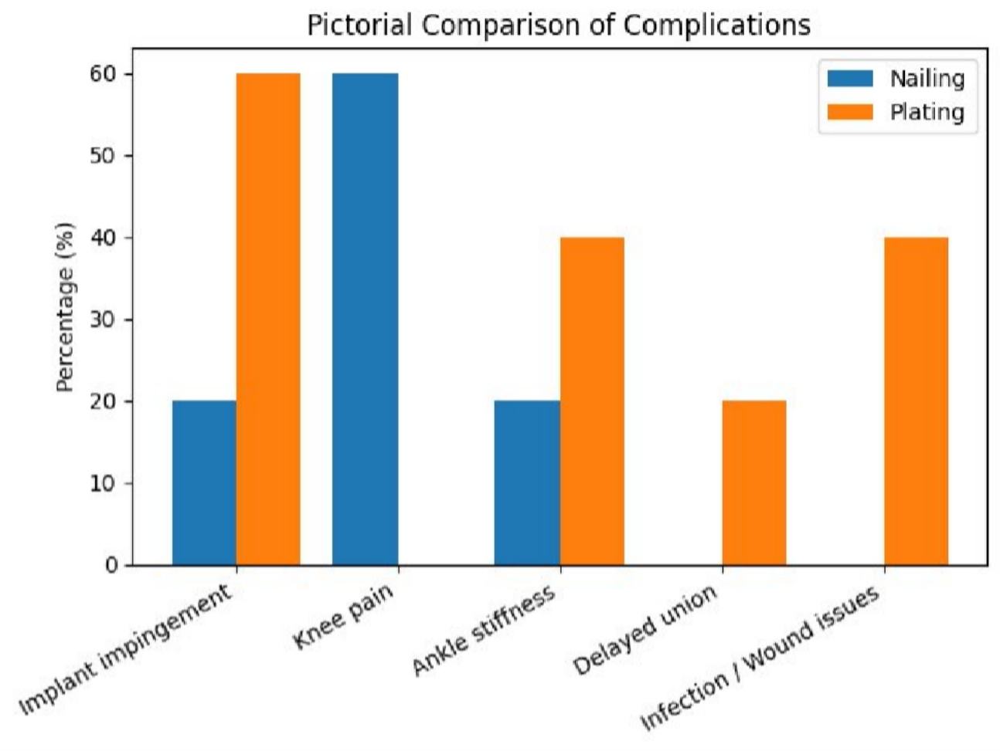 Pictorial Comparison of Complications
Nailing
Plating
Percentage (%)
60
50
40
30
20
10
0
Implant impingement
Knee pain
Ankle stiffness
Delayed union
Infection / Wound issues